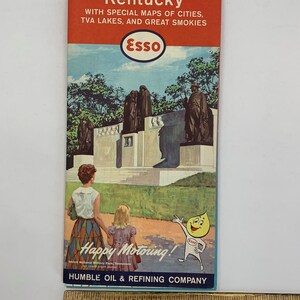 Kentucky
WITH SPECIAL MAPS OF CITIES,
TVA LAKES, AND GREAT SMOKIES
Esso
Happy Motoring!
HUMBLE OIL & REFINING COMPANY